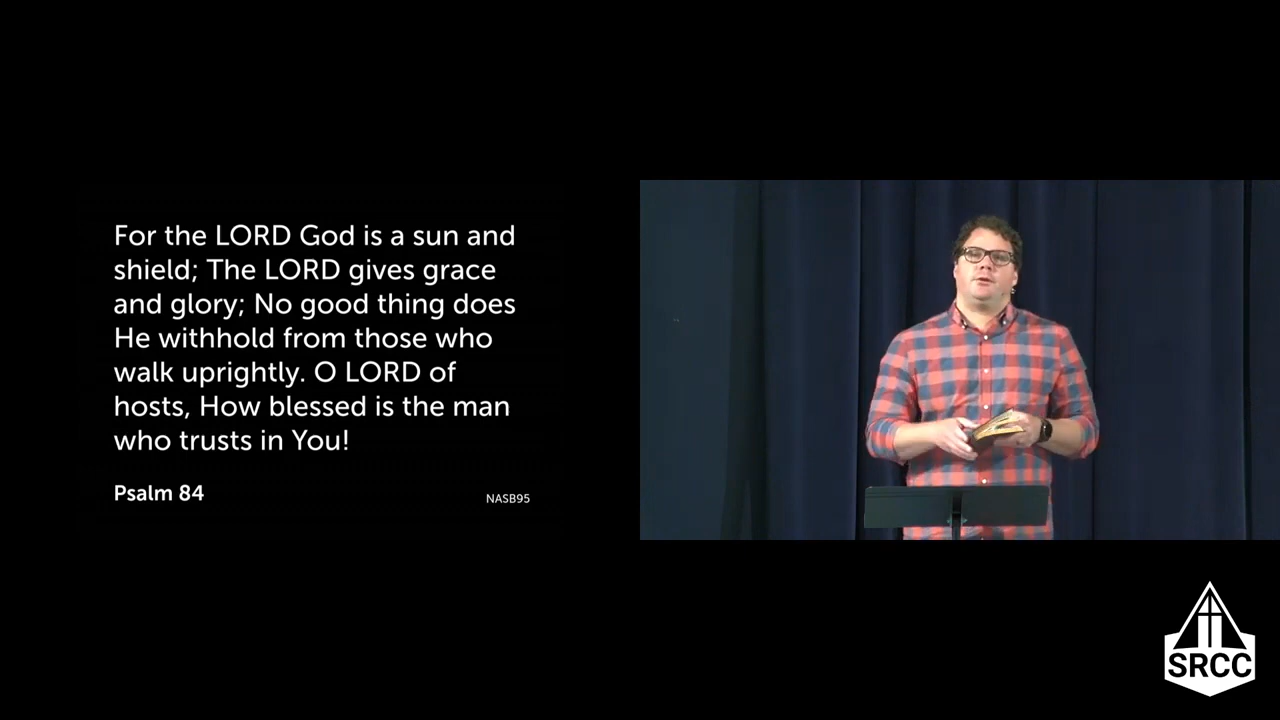 For the LORD God is a sun and
shield; The LORD gives grace
and glory; No good thing does
He withhold from those who
walk uprightly. O LORD of
hosts, How blessed is the man
who trusts in You!
Psalm 84
NASB95
SRCC